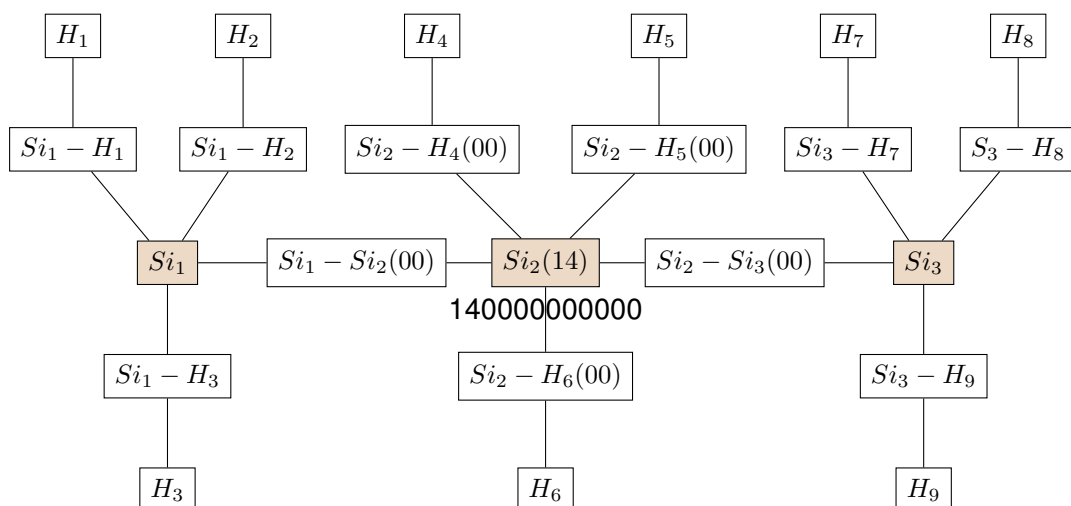 H₁ H₂ H₄ H₅ H₇ H₈
Si₁ − H₁ Si₁ − H₂ Si₂ − H₄(00) Si₂ − H₅(00) Si₃ − H₇ S₃ − H₈
Si₁ Si₁ − Si₂(00) Si₂(14) Si₂ − Si₃(00) Si₃
140000000000
Si₁ − H₃ Si₂ − H₆(00) Si₃ − H₉
H₃ H₆ H₉